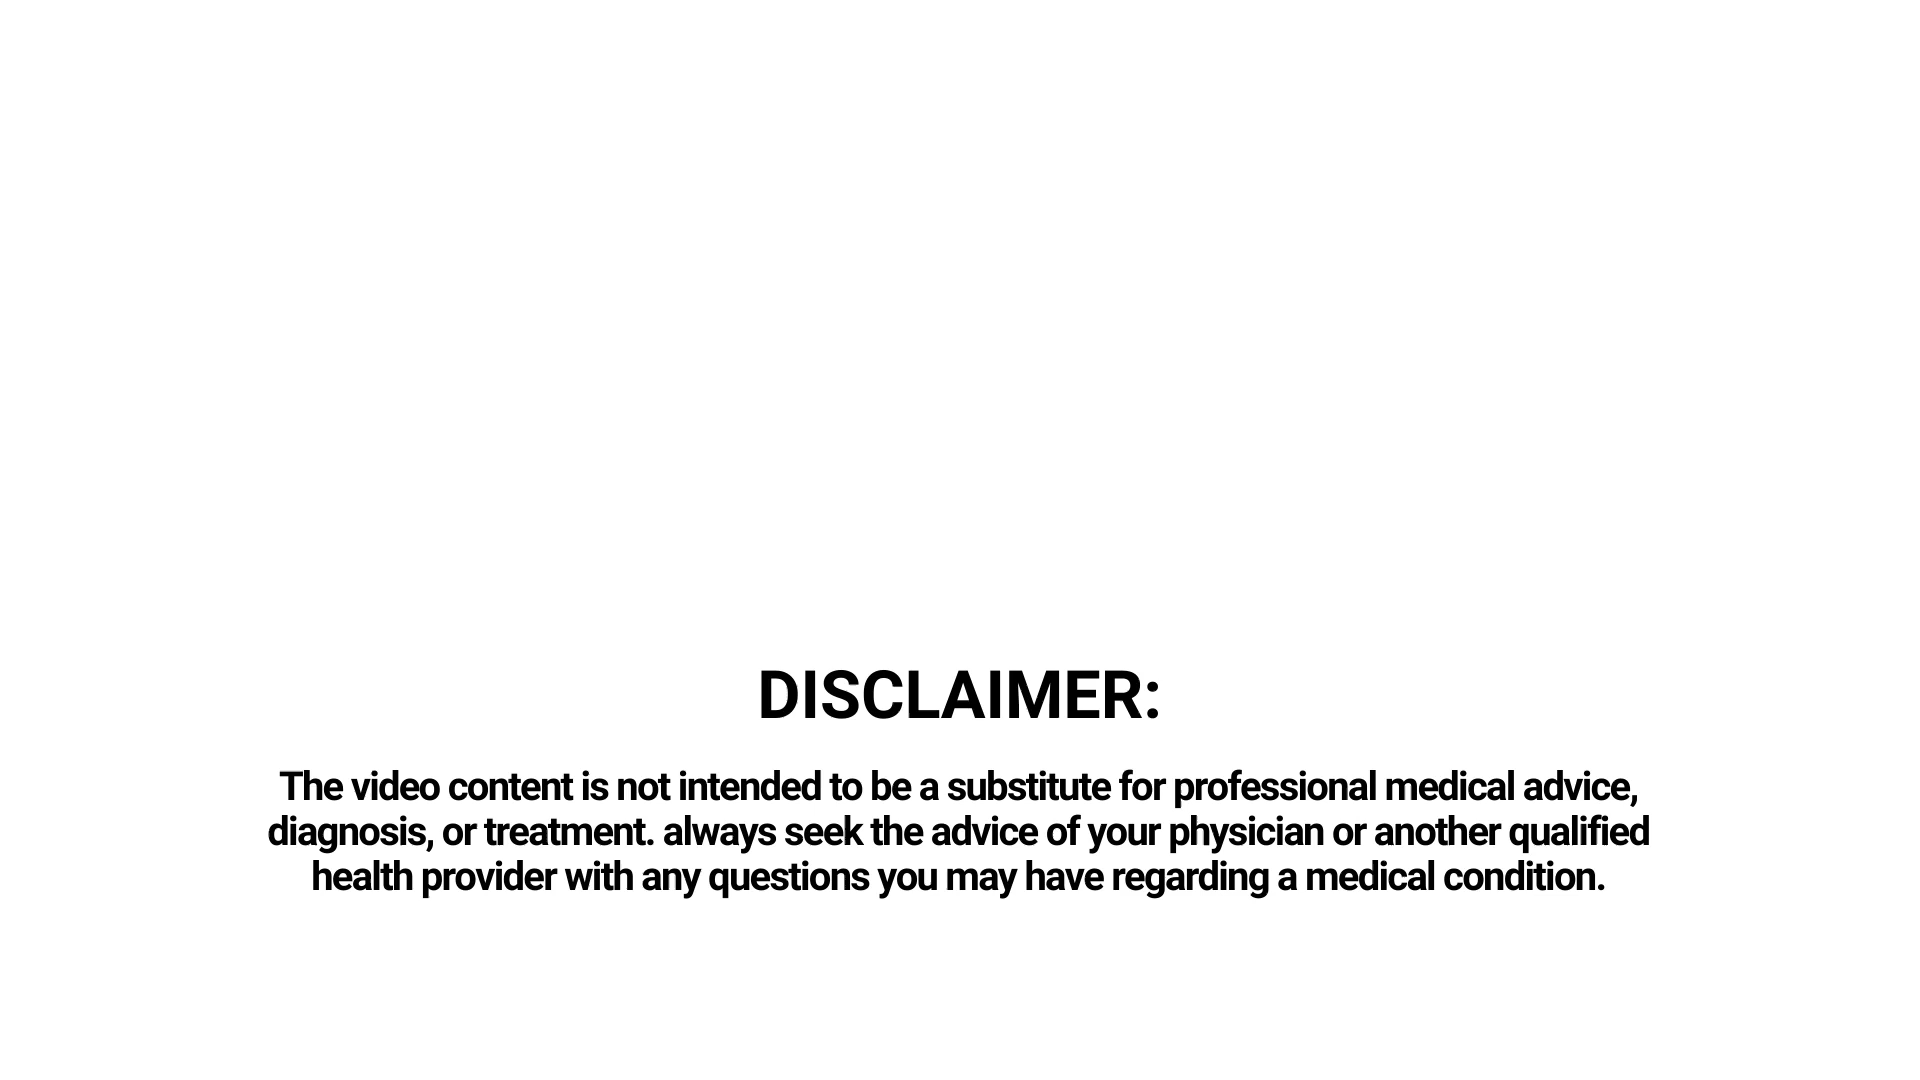 DISCLAIMER:
The video content is not intended to be a substitute for professional medical advice,
diagnosis, or treatment. always seek the advice of your physician or another qualified
health provider with any questions you may have regarding a medical condition.